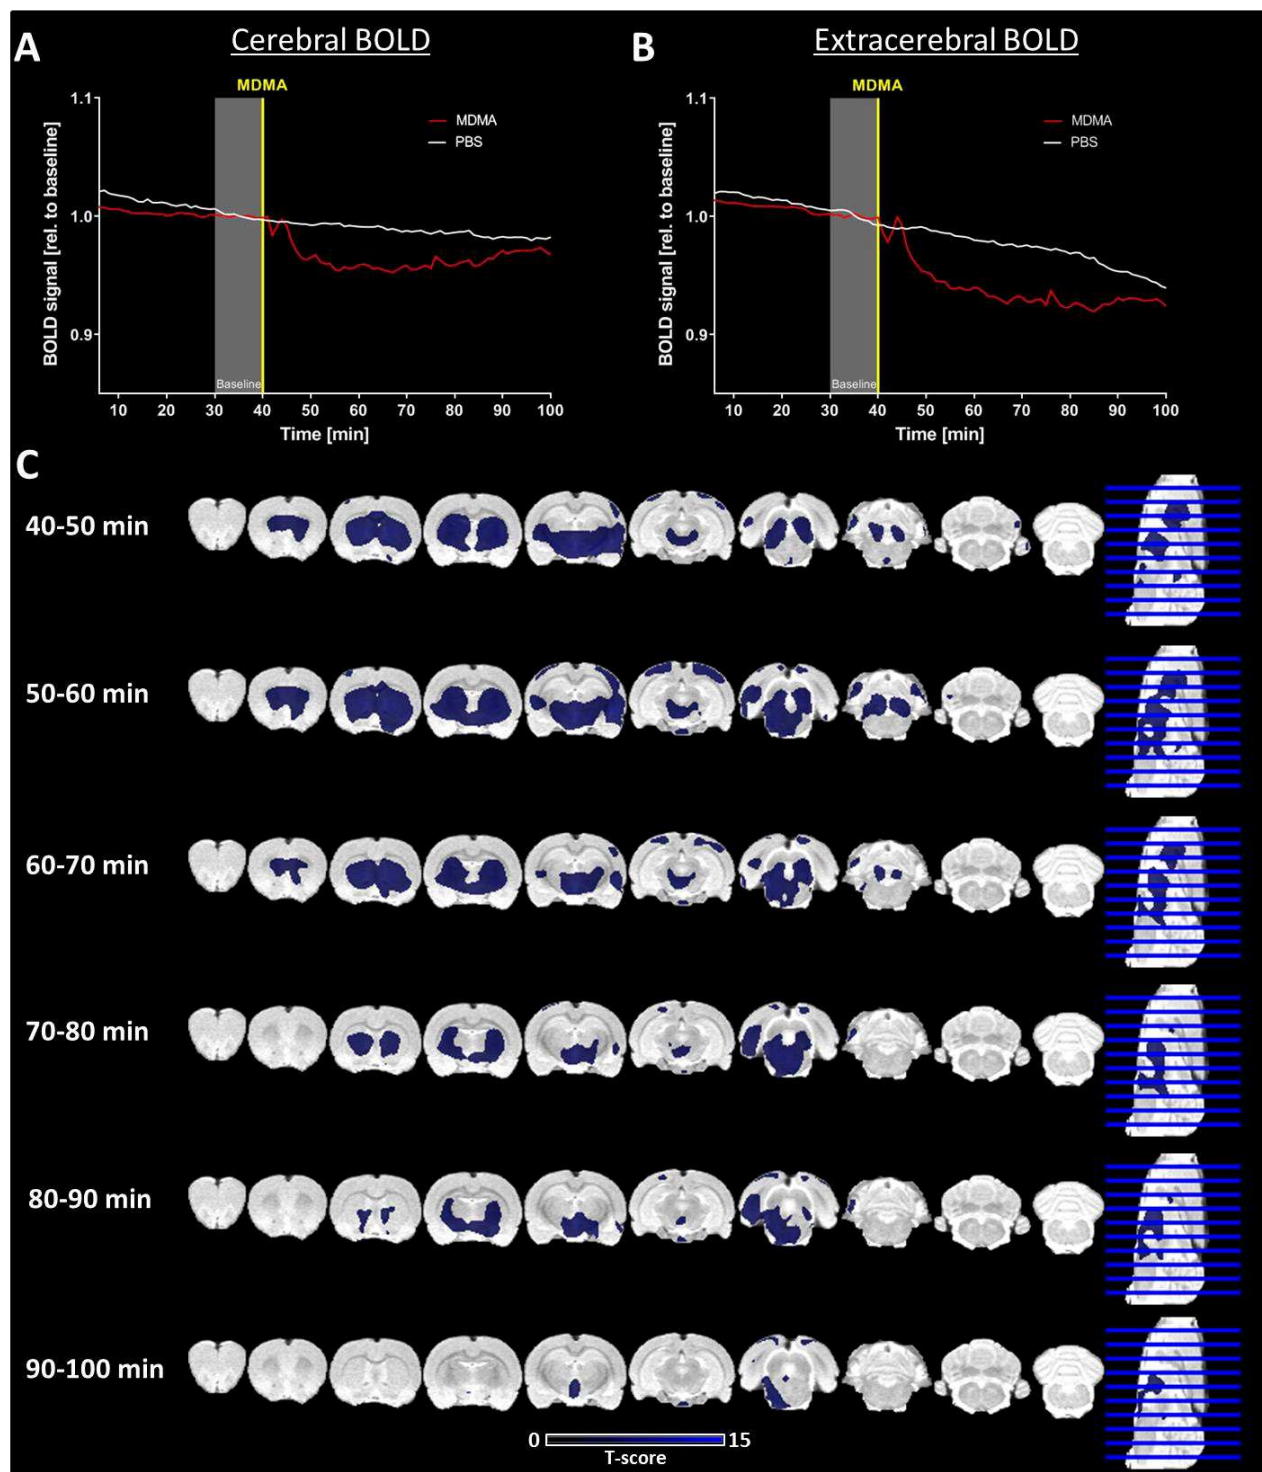 A
Cerebral BOLD
B
Extracerebral BOLD
MDMA
MDMA
1.1
1.0
0.9
BOLD signal [rel. to baseline]
MDMA
PBS
Baseline
10 20 30 40 50 60 70 80 90 100
Time [min]
1.1
1.0
0.9
BOLD signal [rel. to baseline]
MDMA
PBS
Baseline
10 20 30 40 50 60 70 80 90 100
Time [min]
C
40-50 min
50-60 min
60-70 min
70-80 min
80-90 min
90-100 min
0 15
T-score